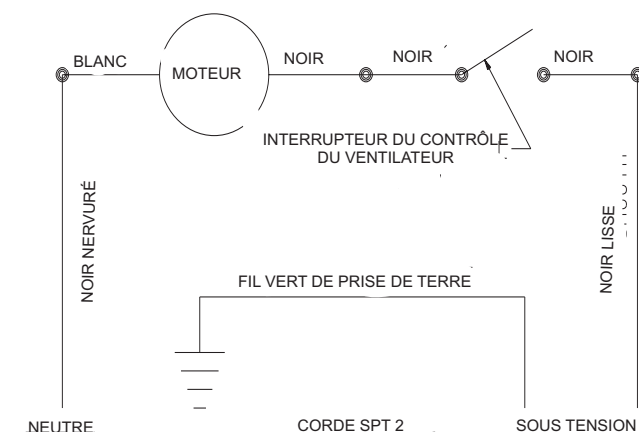 BLANC
MOTEUR
NOIR
NOIR
NOIR
INTERRUPTEUR DU CONTRÔLE
DU VENTILATEUR
NOIR NERVURÉ
NOIR LISSE
FIL VERT DE PRISE DE TERRE
NEUTRE
CORDE SPT 2
SOUS TENSION